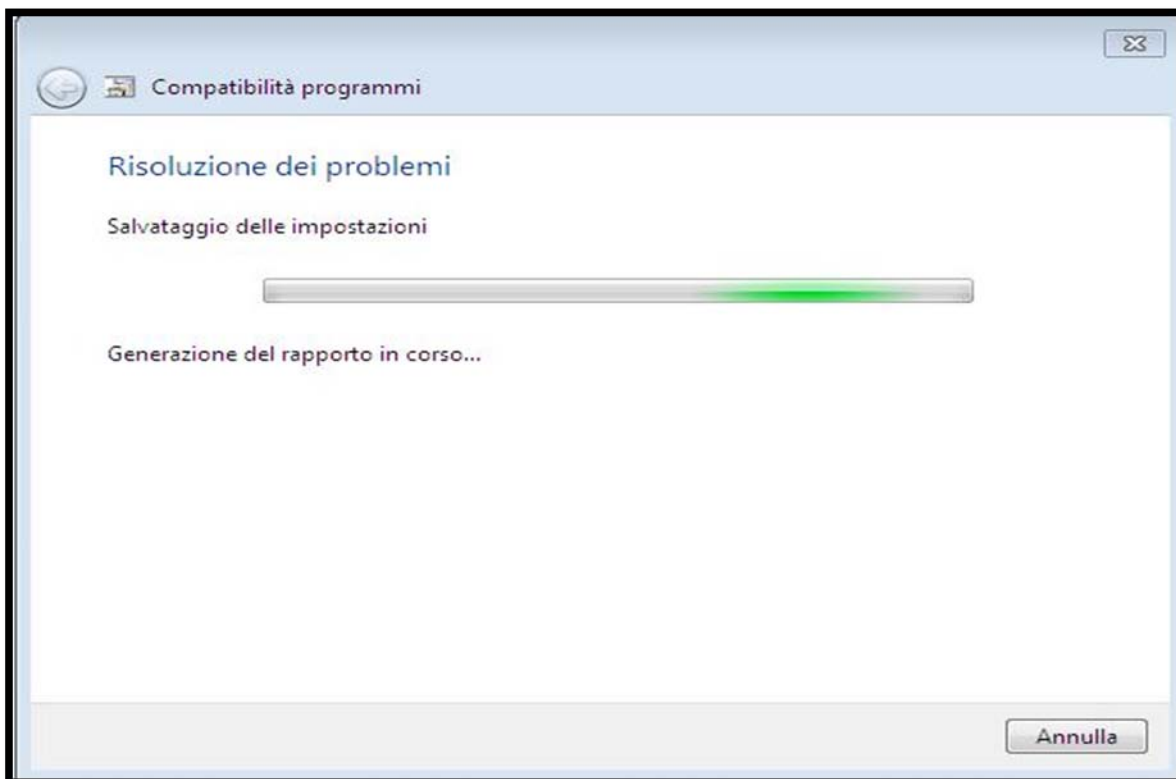 Compatibilità programmi
Risoluzione dei problemi
Salvataggio delle impostazioni
Generazione del rapporto in corso...
Annulla